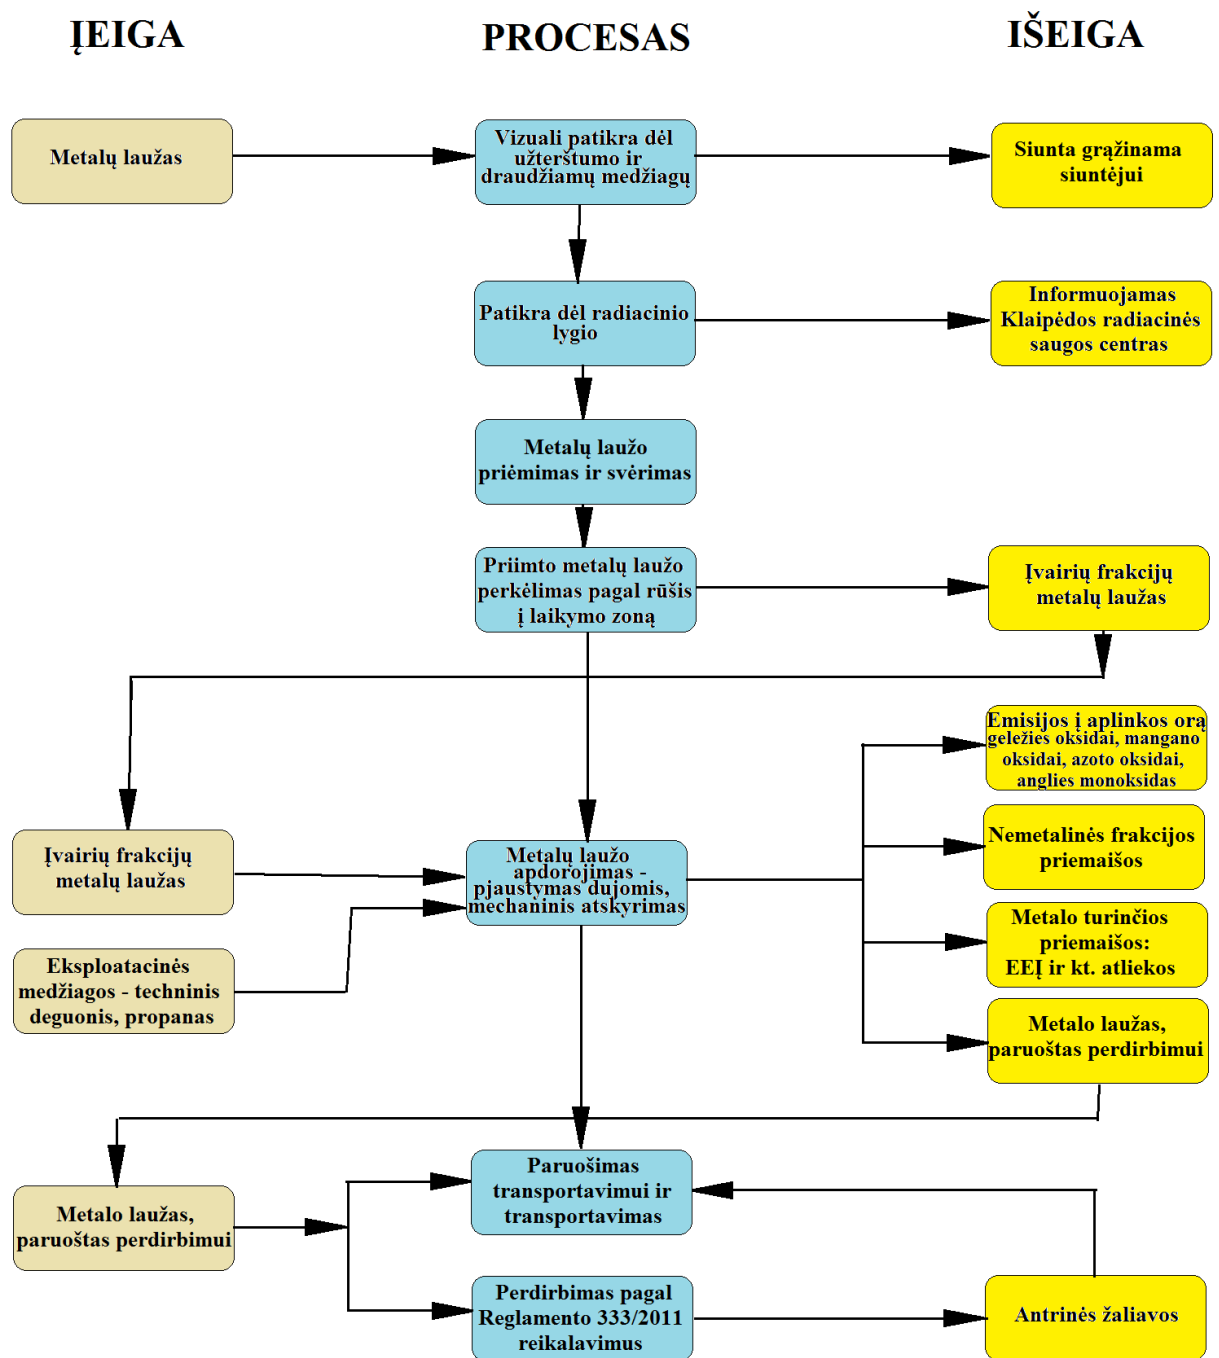 ĮEIGA
PROCESAS
IŠEIGA
Metalų laužas
Vizuali patikra dėl
užterštumo ir
draudžiamų medžiagų
Siunta grąžinama
siuntėjui
Patikra dėl radiacinio
lygio
Informuojamas
Klaipėdos radiacinės
saugos centras
Metalų laužo
priėmimas ir svėrimas
Priimto metalų laužo
perkėlimas pagal rūšis
į laikymo zoną
Įvairių frakcijų
metalų laužas
Emisijos į aplinkos orą
geležies oksidai, mangano
oksidai, azoto oksidai,
anglies monoksidas
Įvairių frakcijų
metalų laužas
Metalų laužo
apdorojimas -
pjaustymas dujomis,
mechaninis atskyrimas
Nemetalinės frakcijos
priemaišos
Eksploatacinės
medžiagos - techninis
deguonis, propanas
Metalo turinčios
priemaišos:
EEĮ ir kt. atliekos
Metalo laužas,
paruoštas perdirbimui
Metalo laužas,
paruoštas perdirbimui
Paruošimas
transportavimui ir
transportavimas
Perdirbimas pagal
Reglamento 333/2011
reikalavimus
Antrinės žaliavos